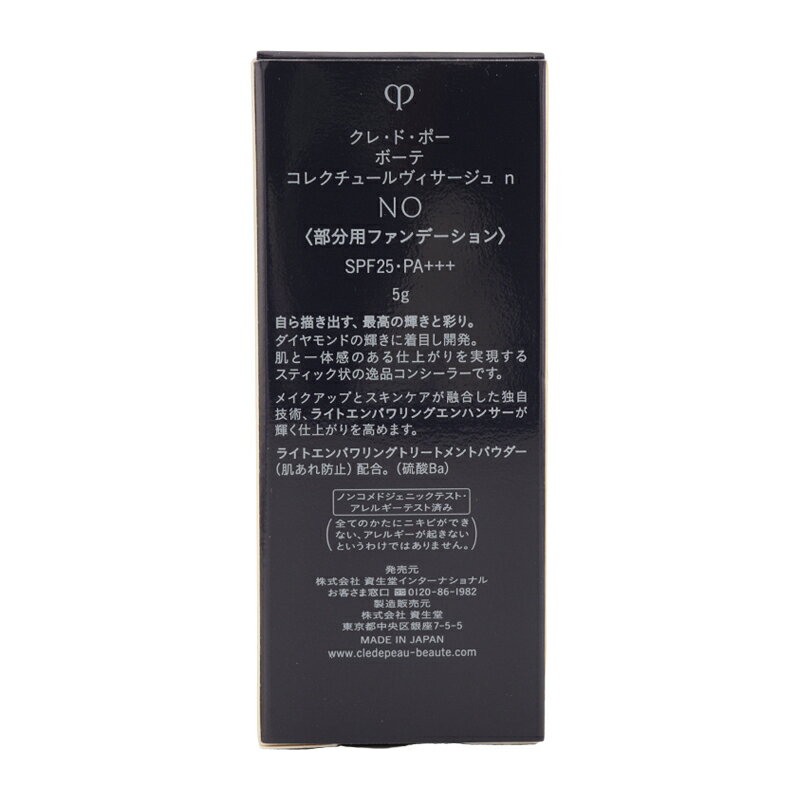 クレ・ド・ポー
ボーテ
コレクチュールヴィサージュ n
NO
〈部分用ファンデーション〉
SPF25・PA+++
5g
自ら描き出す、最高の輝きと彩り。
ダイヤモンドの輝きに着目し開発。
肌と一体感のある仕上がりを実現する
スティック状の逸品コンシーラーです。
メイクアップとスキンケアが融合した独自
技術、ライトエンパワリングエンハンサーが
輝く仕上がりを高めます。
ライトエンパワリングトリートメントパウダー
(肌あれ防止) 配合。(硫酸Ba)
ノンコメドジェニックテスト・
アレルギーテスト済み
(全てのかたにニキビができ
ない、アレルギーが起きない
というわけではありません。)
発売元
株式会社 資生堂インターナショナル
お客さま窓口 0120-86-1982
製造販売元
株式会社 資生堂
東京都中央区銀座7-5-5
MADE IN JAPAN
www.cledepeau-beaute.com